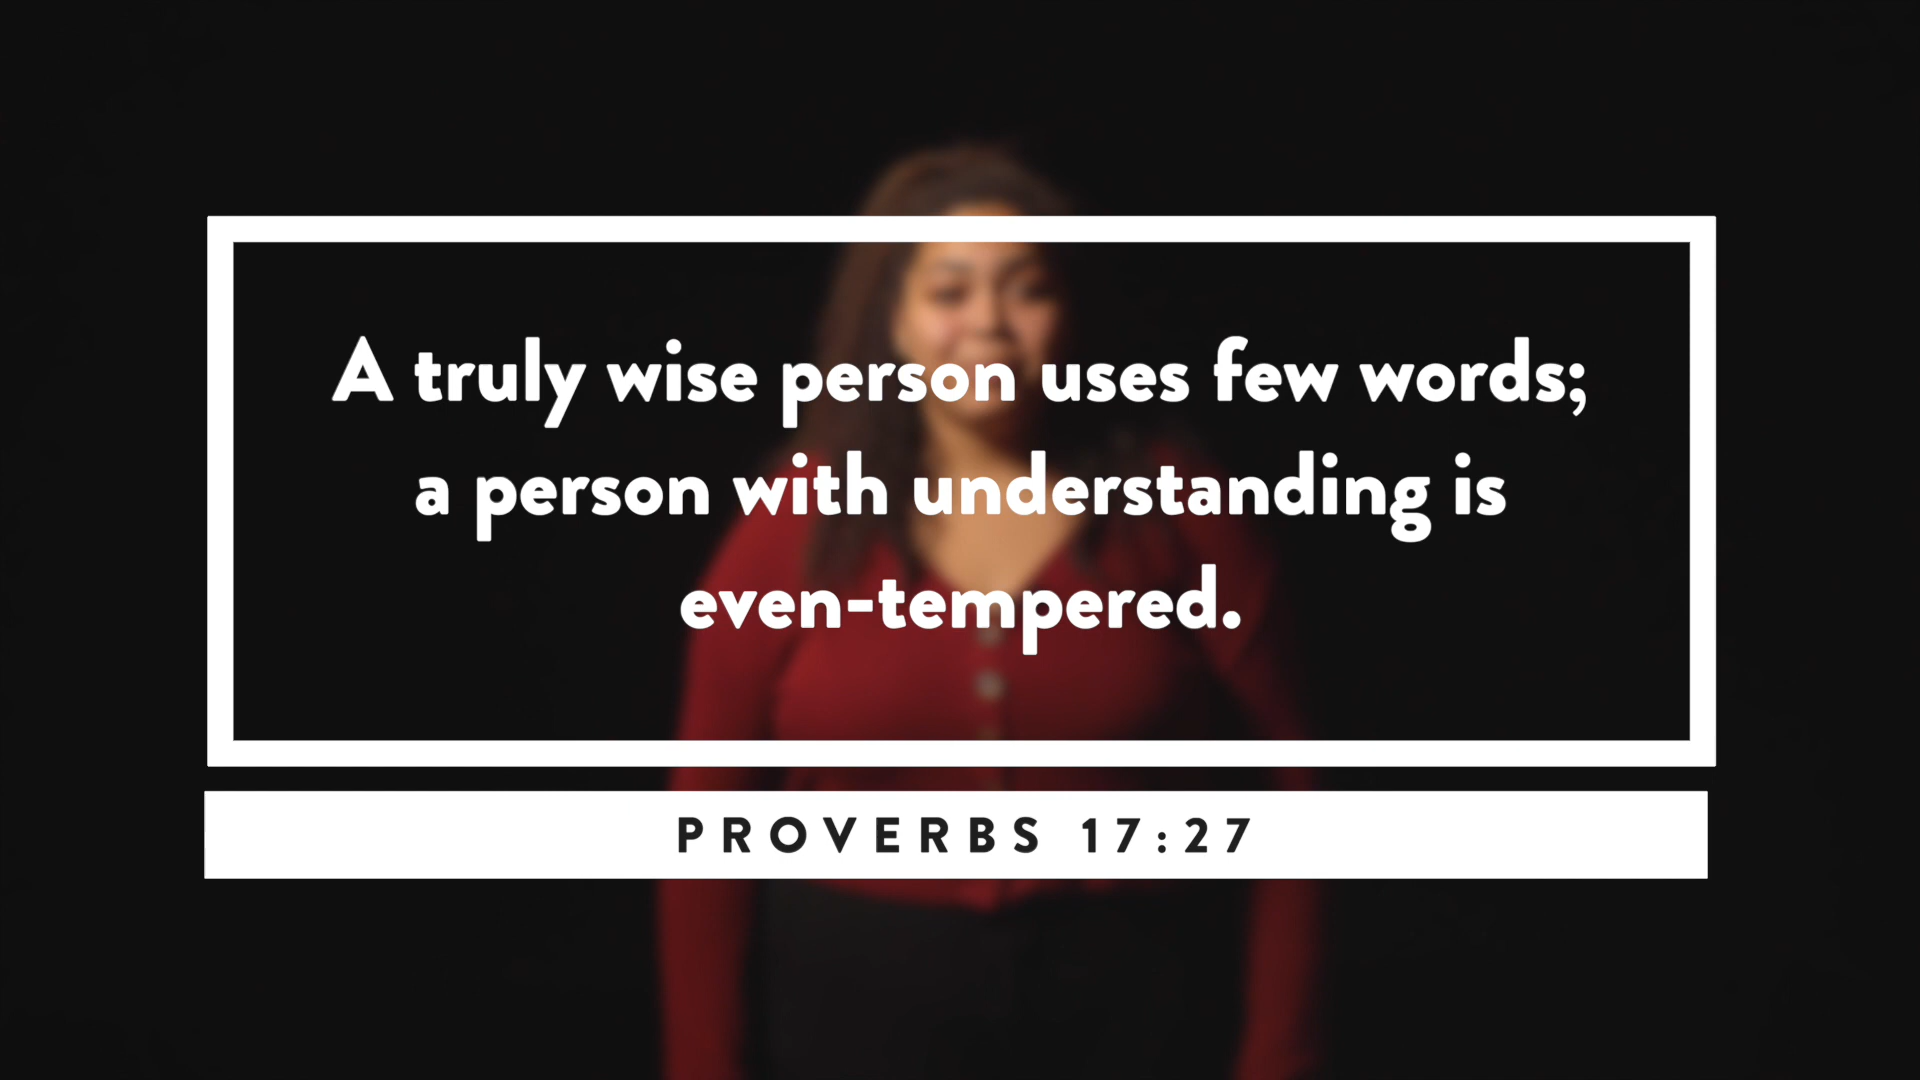 A truly wise person uses few words;
a person with understanding is
even-tempered.
PROVERBS 17:27